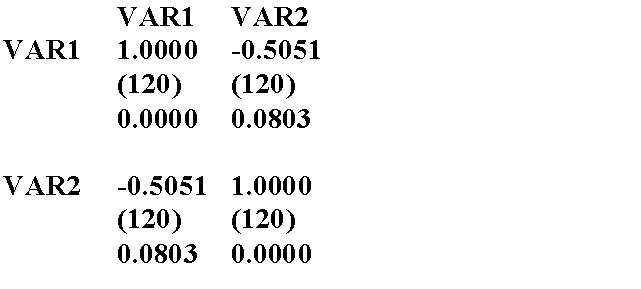 VAR1 VAR2
VAR1 1.0000 -0.5051
(120) (120)
0.0000 0.0803
VAR2 -0.5051 1.0000
(120) (120)
0.0803 0.0000